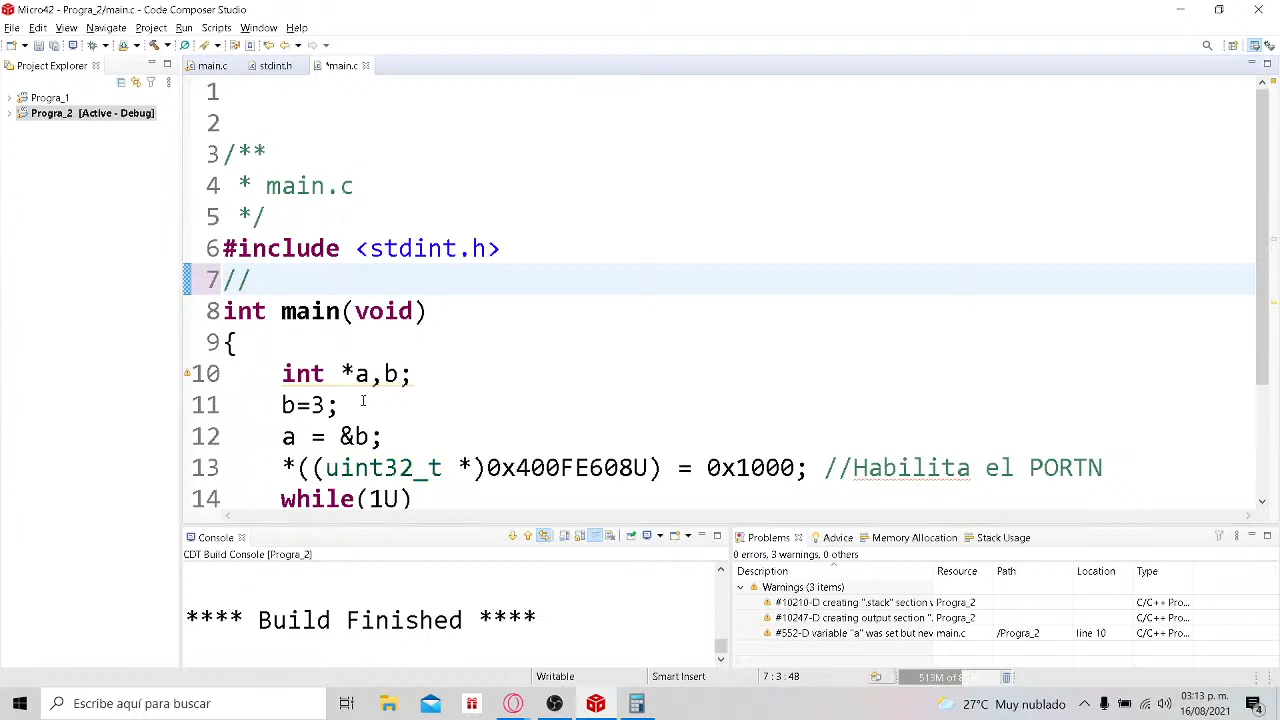 Micro42 - Progra_2/main.c - Code Composer Studio
File Edit View Navigate Project Run Scripts Window Help
Project Explorer
main.c stdint.h *main.c
Progra_1
Progra_2 [Active - Debug]
1
2
3 /**
4 * main.c
5 */
6 #include <stdint.h>
7 //
8 int main(void)
9 {
10 int *a,b;
11 b=3;
12 a = &b;
13 *((uint32_t *)0x400FE608U) = 0x1000; //Habilita el PORTN
14 while(1U)
Console
CDT Build Console [Progra_2]
**** Build Finished ****
Problems Advice Memory Allocation Stack Usage
0 errors, 3 warnings, 0 others
Description Resource Path Location Type
Warnings (3 items)
#10210-D creating ".stack" section w Progra_2 C/C++ Pro...
#10247-D creating output section ". Progra_2 C/C++ Pro...
#552-D variable "a" was set but nev main.c /Progra_2 line 10 C/C++ Pro...
Writable Smart Insert 7 : 3 : 48 513M of
Escribe aquí para buscar
27°C Muy nublado
03:13 p. m.
16/08/2021
4